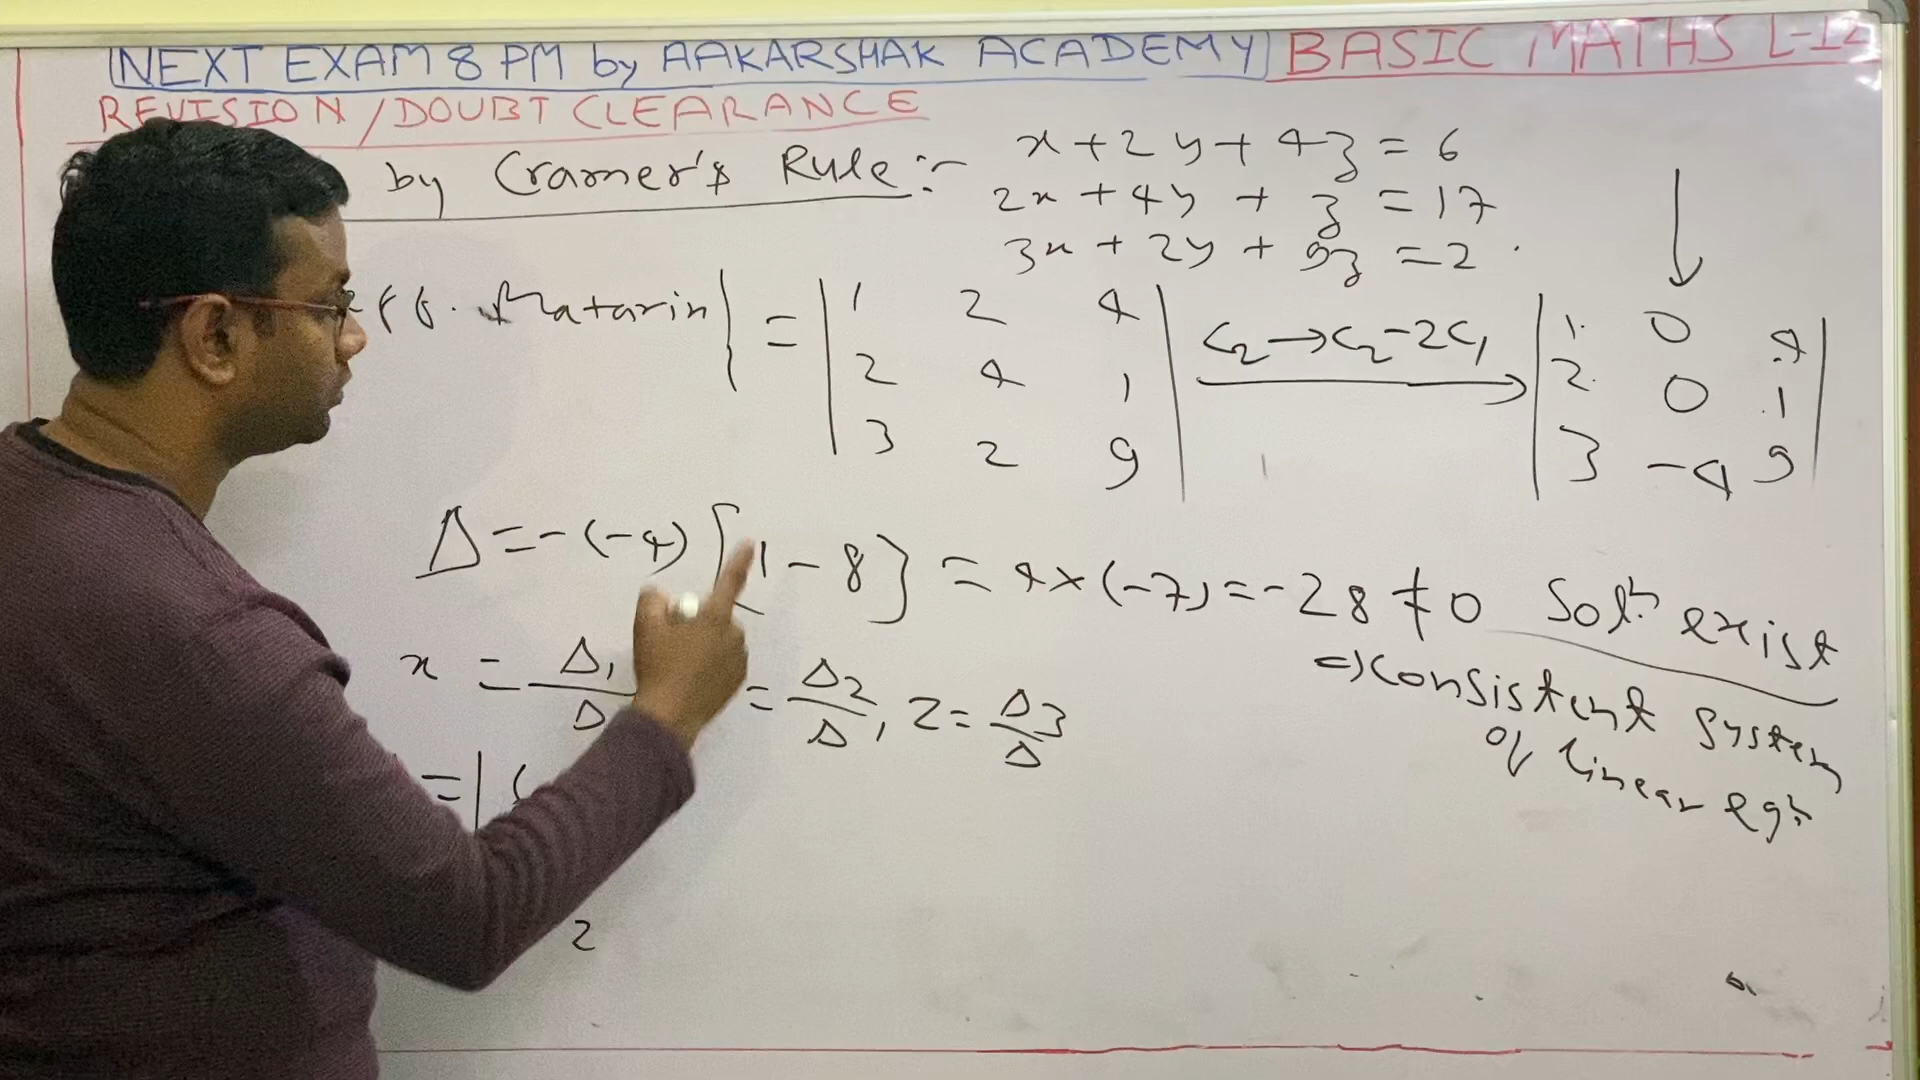 NEXT EXAM 8 PM by AAKARSHAK ACADEMY BASIC MATHS L-12
REVISION/DOUBT CLEARANCE
by Cramer's Rule :-
x + 2y + 4z = 6
2x + 4y + z = 17
3x + 2y + 9z = 2
ff. Matarix| = | 1 2 4 | C2→C2-2C1 | 1 0 4 |
| 2 4 1 | | 2 0 1 |
| 3 2 9 | | 3 -4 9 |
Δ = -(-4) [1 - 8] = 4 × (-7) = -28 ≠ 0 Solⁿ exist
⇒ Consistent system
of linear eqⁿ
x = Δ1/Δ = Δ2/Δ, z = Δ3/Δ
= |
2